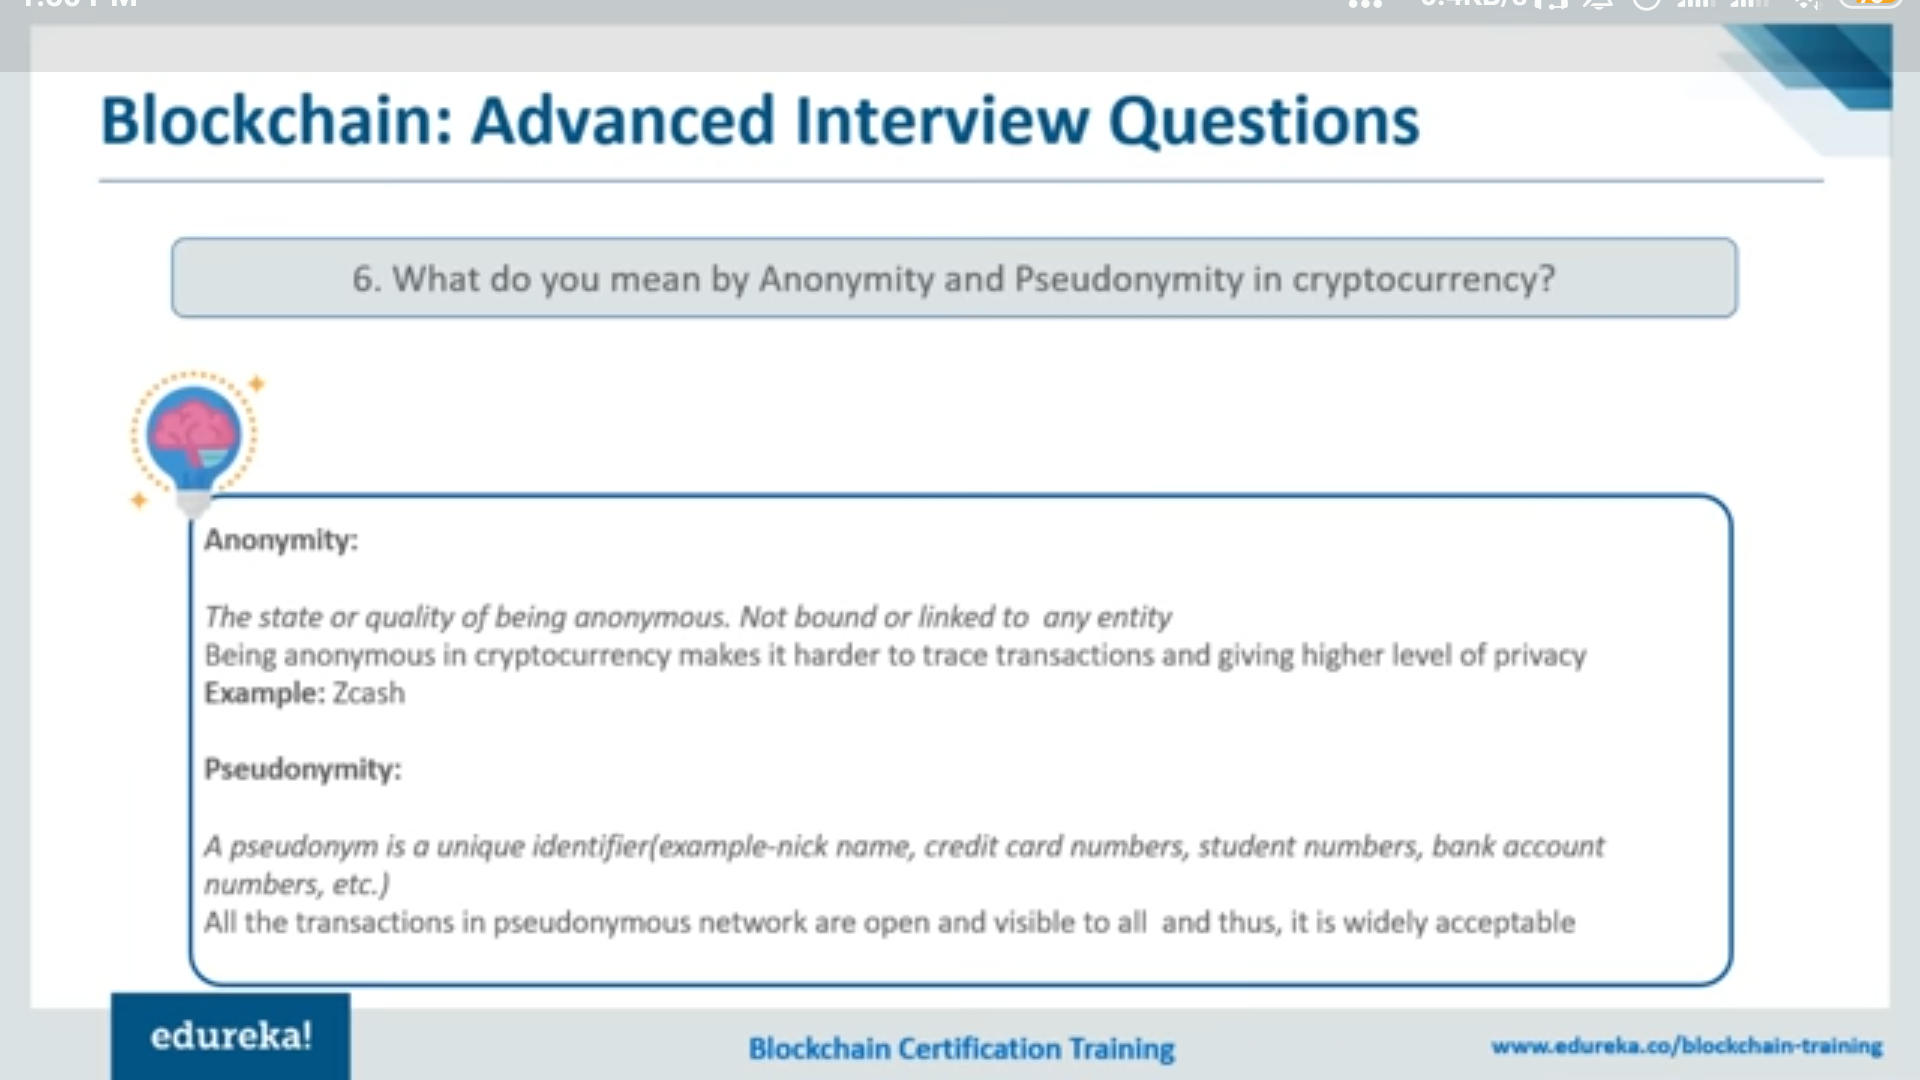 Blockchain: Advanced Interview Questions
6. What do you mean by Anonymity and Pseudonymity in cryptocurrency?
Anonymity:
The state or quality of being anonymous. Not bound or linked to any entity
Being anonymous in cryptocurrency makes it harder to trace transactions and giving higher level of privacy
Example: Zcash
Pseudonymity:
A pseudonym is a unique identifier(example-nick name, credit card numbers, student numbers, bank account
numbers, etc.)
All the transactions in pseudonymous network are open and visible to all and thus, it is widely acceptable
edureka!
Blockchain Certification Training
www.edureka.co/blockchain-training